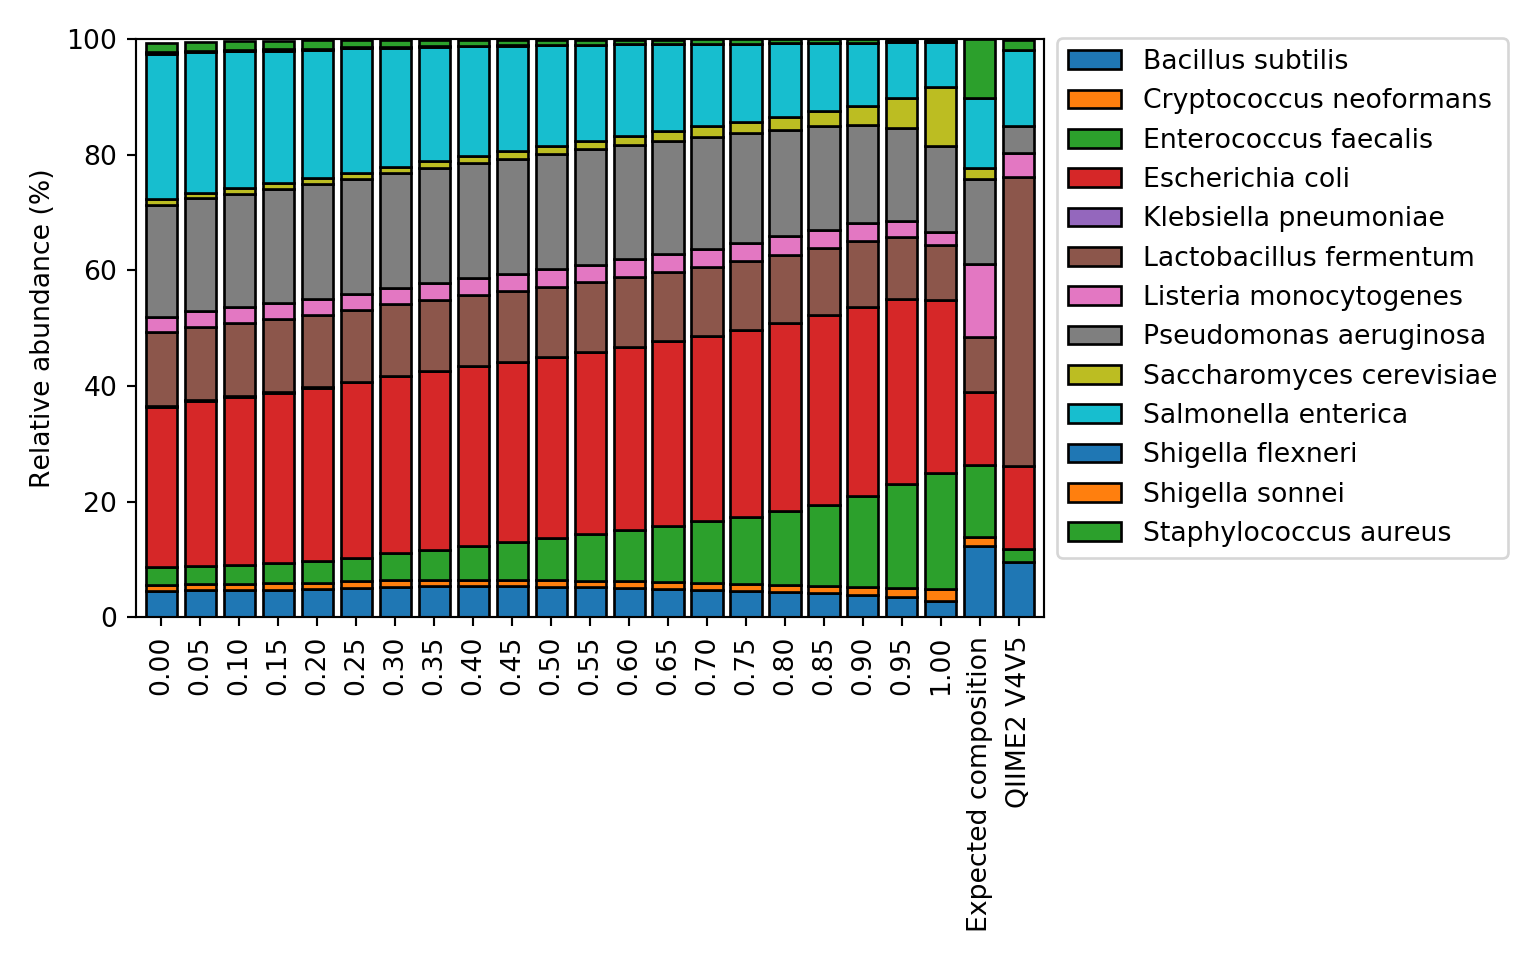 Relative abundance (%)
100
80
60
40
20
0
0.00
0.05
0.10
0.15
0.20
0.25
0.30
0.35
0.40
0.45
0.50
0.55
0.60
0.65
0.70
0.75
0.80
0.85
0.90
0.95
1.00
Expected composition
QIIME2 V4V5
Bacillus subtilis
Cryptococcus neoformans
Enterococcus faecalis
Escherichia coli
Klebsiella pneumoniae
Lactobacillus fermentum
Listeria monocytogenes
Pseudomonas aeruginosa
Saccharomyces cerevisiae
Salmonella enterica
Shigella flexneri
Shigella sonnei
Staphylococcus aureus